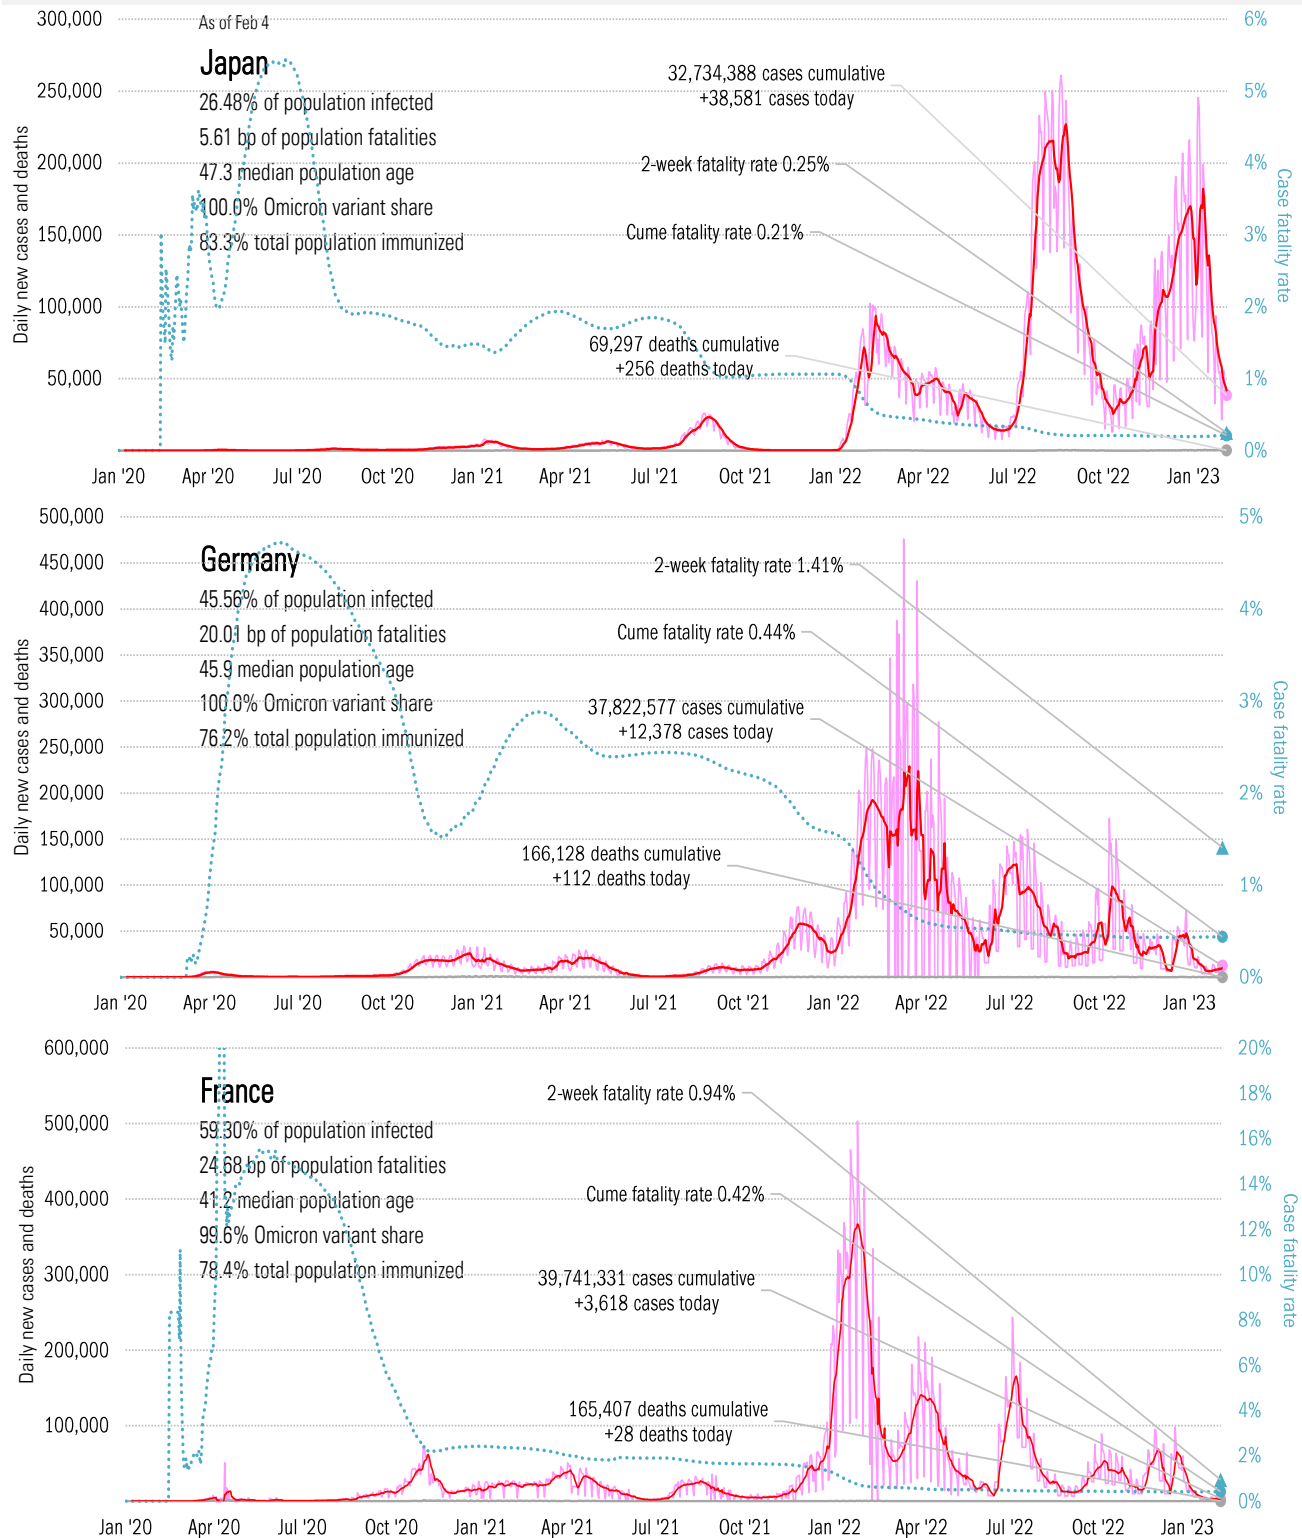 As of Feb 4
Japan
26.48% of population infected
5.61 bp of population fatalities
47.3 median population age
100.0% Omicron variant share
83.3% total population immunized
32,734,388 cases cumulative
+38,581 cases today
2-week fatality rate 0.25%
Cume fatality rate 0.21%
69,297 deaths cumulative
+256 deaths today
Daily new cases and deaths
300,000
250,000
200,000
150,000
100,000
50,000
Case fatality rate
6%
5%
4%
3%
2%
1%
0%
Jan '20 Apr '20 Jul '20 Oct '20 Jan '21 Apr '21 Jul '21 Oct '21 Jan '22 Apr '22 Jul '22 Oct '22 Jan '23
Germany
45.56% of population infected
20.01 bp of population fatalities
45.9 median population age
100.0% Omicron variant share
76.2% total population immunized
2-week fatality rate 1.41%
Cume fatality rate 0.44%
37,822,577 cases cumulative
+12,378 cases today
166,128 deaths cumulative
+112 deaths today
Daily new cases and deaths
500,000
450,000
400,000
350,000
300,000
250,000
200,000
150,000
100,000
50,000
Case fatality rate
5%
4%
3%
2%
1%
0%
Jan '20 Apr '20 Jul '20 Oct '20 Jan '21 Apr '21 Jul '21 Oct '21 Jan '22 Apr '22 Jul '22 Oct '22 Jan '23
France
59.30% of population infected
24.68 bp of population fatalities
41.2 median population age
99.6% Omicron variant share
78.4% total population immunized
2-week fatality rate 0.94%
Cume fatality rate 0.42%
39,741,331 cases cumulative
+3,618 cases today
165,407 deaths cumulative
+28 deaths today
Daily new cases and deaths
600,000
500,000
400,000
300,000
200,000
100,000
Case fatality rate
20%
18%
16%
14%
12%
10%
8%
6%
4%
2%
0%
Jan '20 Apr '20 Jul '20 Oct '20 Jan '21 Apr '21 Jul '21 Oct '21 Jan '22 Apr '22 Jul '22 Oct '22 Jan '23